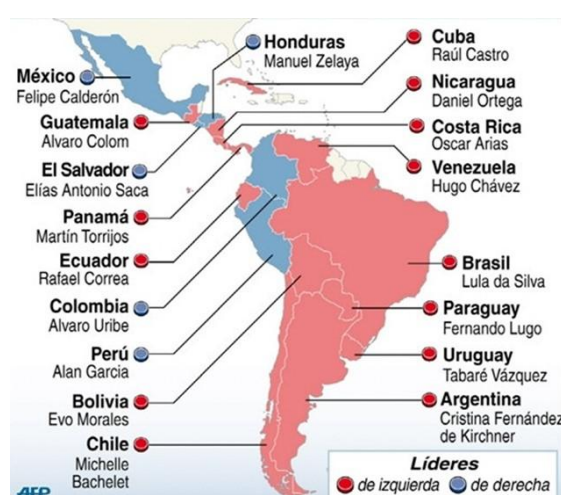 Honduras
Manuel Zelaya
Cuba
Raúl Castro
México
Felipe Calderón
Nicaragua
Daniel Ortega
Guatemala
Alvaro Colom
Costa Rica
Oscar Arias
El Salvador
Elías Antonio Saca
Venezuela
Hugo Chávez
Panamá
Martín Torrijos
Ecuador
Rafael Correa
Brasil
Lula da Silva
Colombia
Alvaro Uribe
Paraguay
Fernando Lugo
Perú
Alan Garcia
Uruguay
Tabaré Vázquez
Bolivia
Evo Morales
Argentina
Cristina Fernández
de Kirchner
Chile
Michelle
Bachelet
Líderes
de izquierda
de derecha
AFP